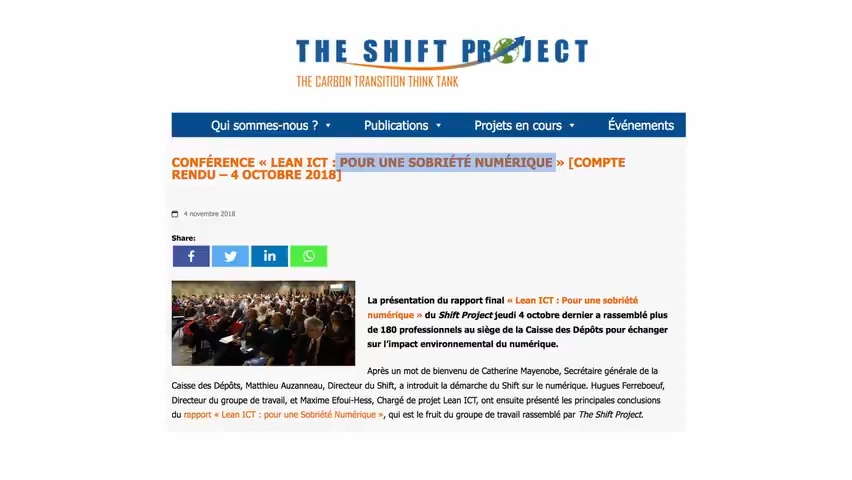 THE SHIFT PROJECT
THE CARBON TRANSITION THINK TANK
Qui sommes-nous ? Publications Projets en cours Événements
CONFÉRENCE « LEAN ICT : POUR UNE SOBRIÉTÉ NUMÉRIQUE » [COMPTE
RENDU – 4 OCTOBRE 2018]
4 novembre 2018
Share:
La présentation du rapport final « Lean ICT : Pour une sobriété
numérique » du Shift Project jeudi 4 octobre dernier a rassemblé plus
de 180 professionnels au siège de la Caisse des Dépôts pour échanger
sur l'impact environnemental du numérique.
Après un mot de bienvenu de Catherine Mayenobe, Secrétaire générale de la
Caisse des Dépôts, Matthieu Auzanneau, Directeur du Shift, a introduit la démarche du Shift sur le numérique. Hugues Ferreboeuf,
Directeur du groupe de travail, et Maxime Efoui-Hess, Chargé de projet Lean ICT, ont ensuite présenté les principales conclusions
du rapport « Lean ICT : pour une Sobriété Numérique », qui est le fruit du groupe de travail rassemblé par The Shift Project.